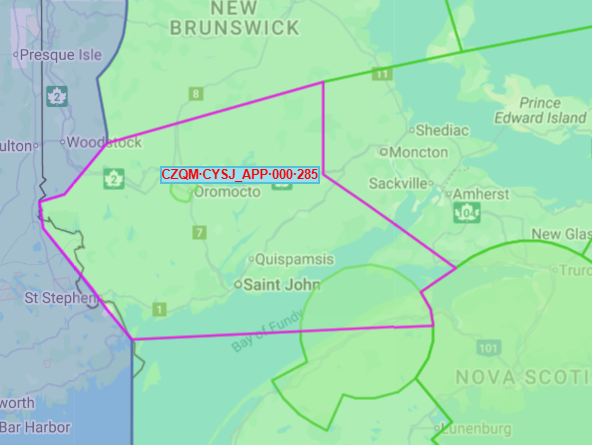 NEW
BRUNSWICK
Presque Isle
2
11
8
Prince
Edward Island
Shediac
Woodstock
oulton
Moncton
CZQM·CYSJ_APP·000·285
2
Sackville
Oromocto
Amherst
104
7
New Glas
Quispamsis
Truro
Saint John
St Stephen
1
Bay of Fundy
101
NOVA SCOTI
worth
Bar Harbor
Lunenburg